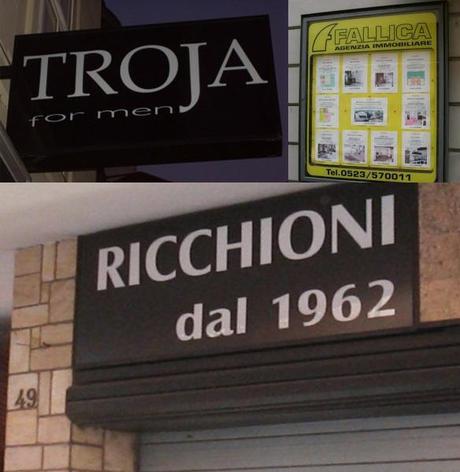 TROJA
for men
FALLICA
AGENZIA IMMOBILIARE
Tel.0523/570011
RICCHIONI
dal 1962
49